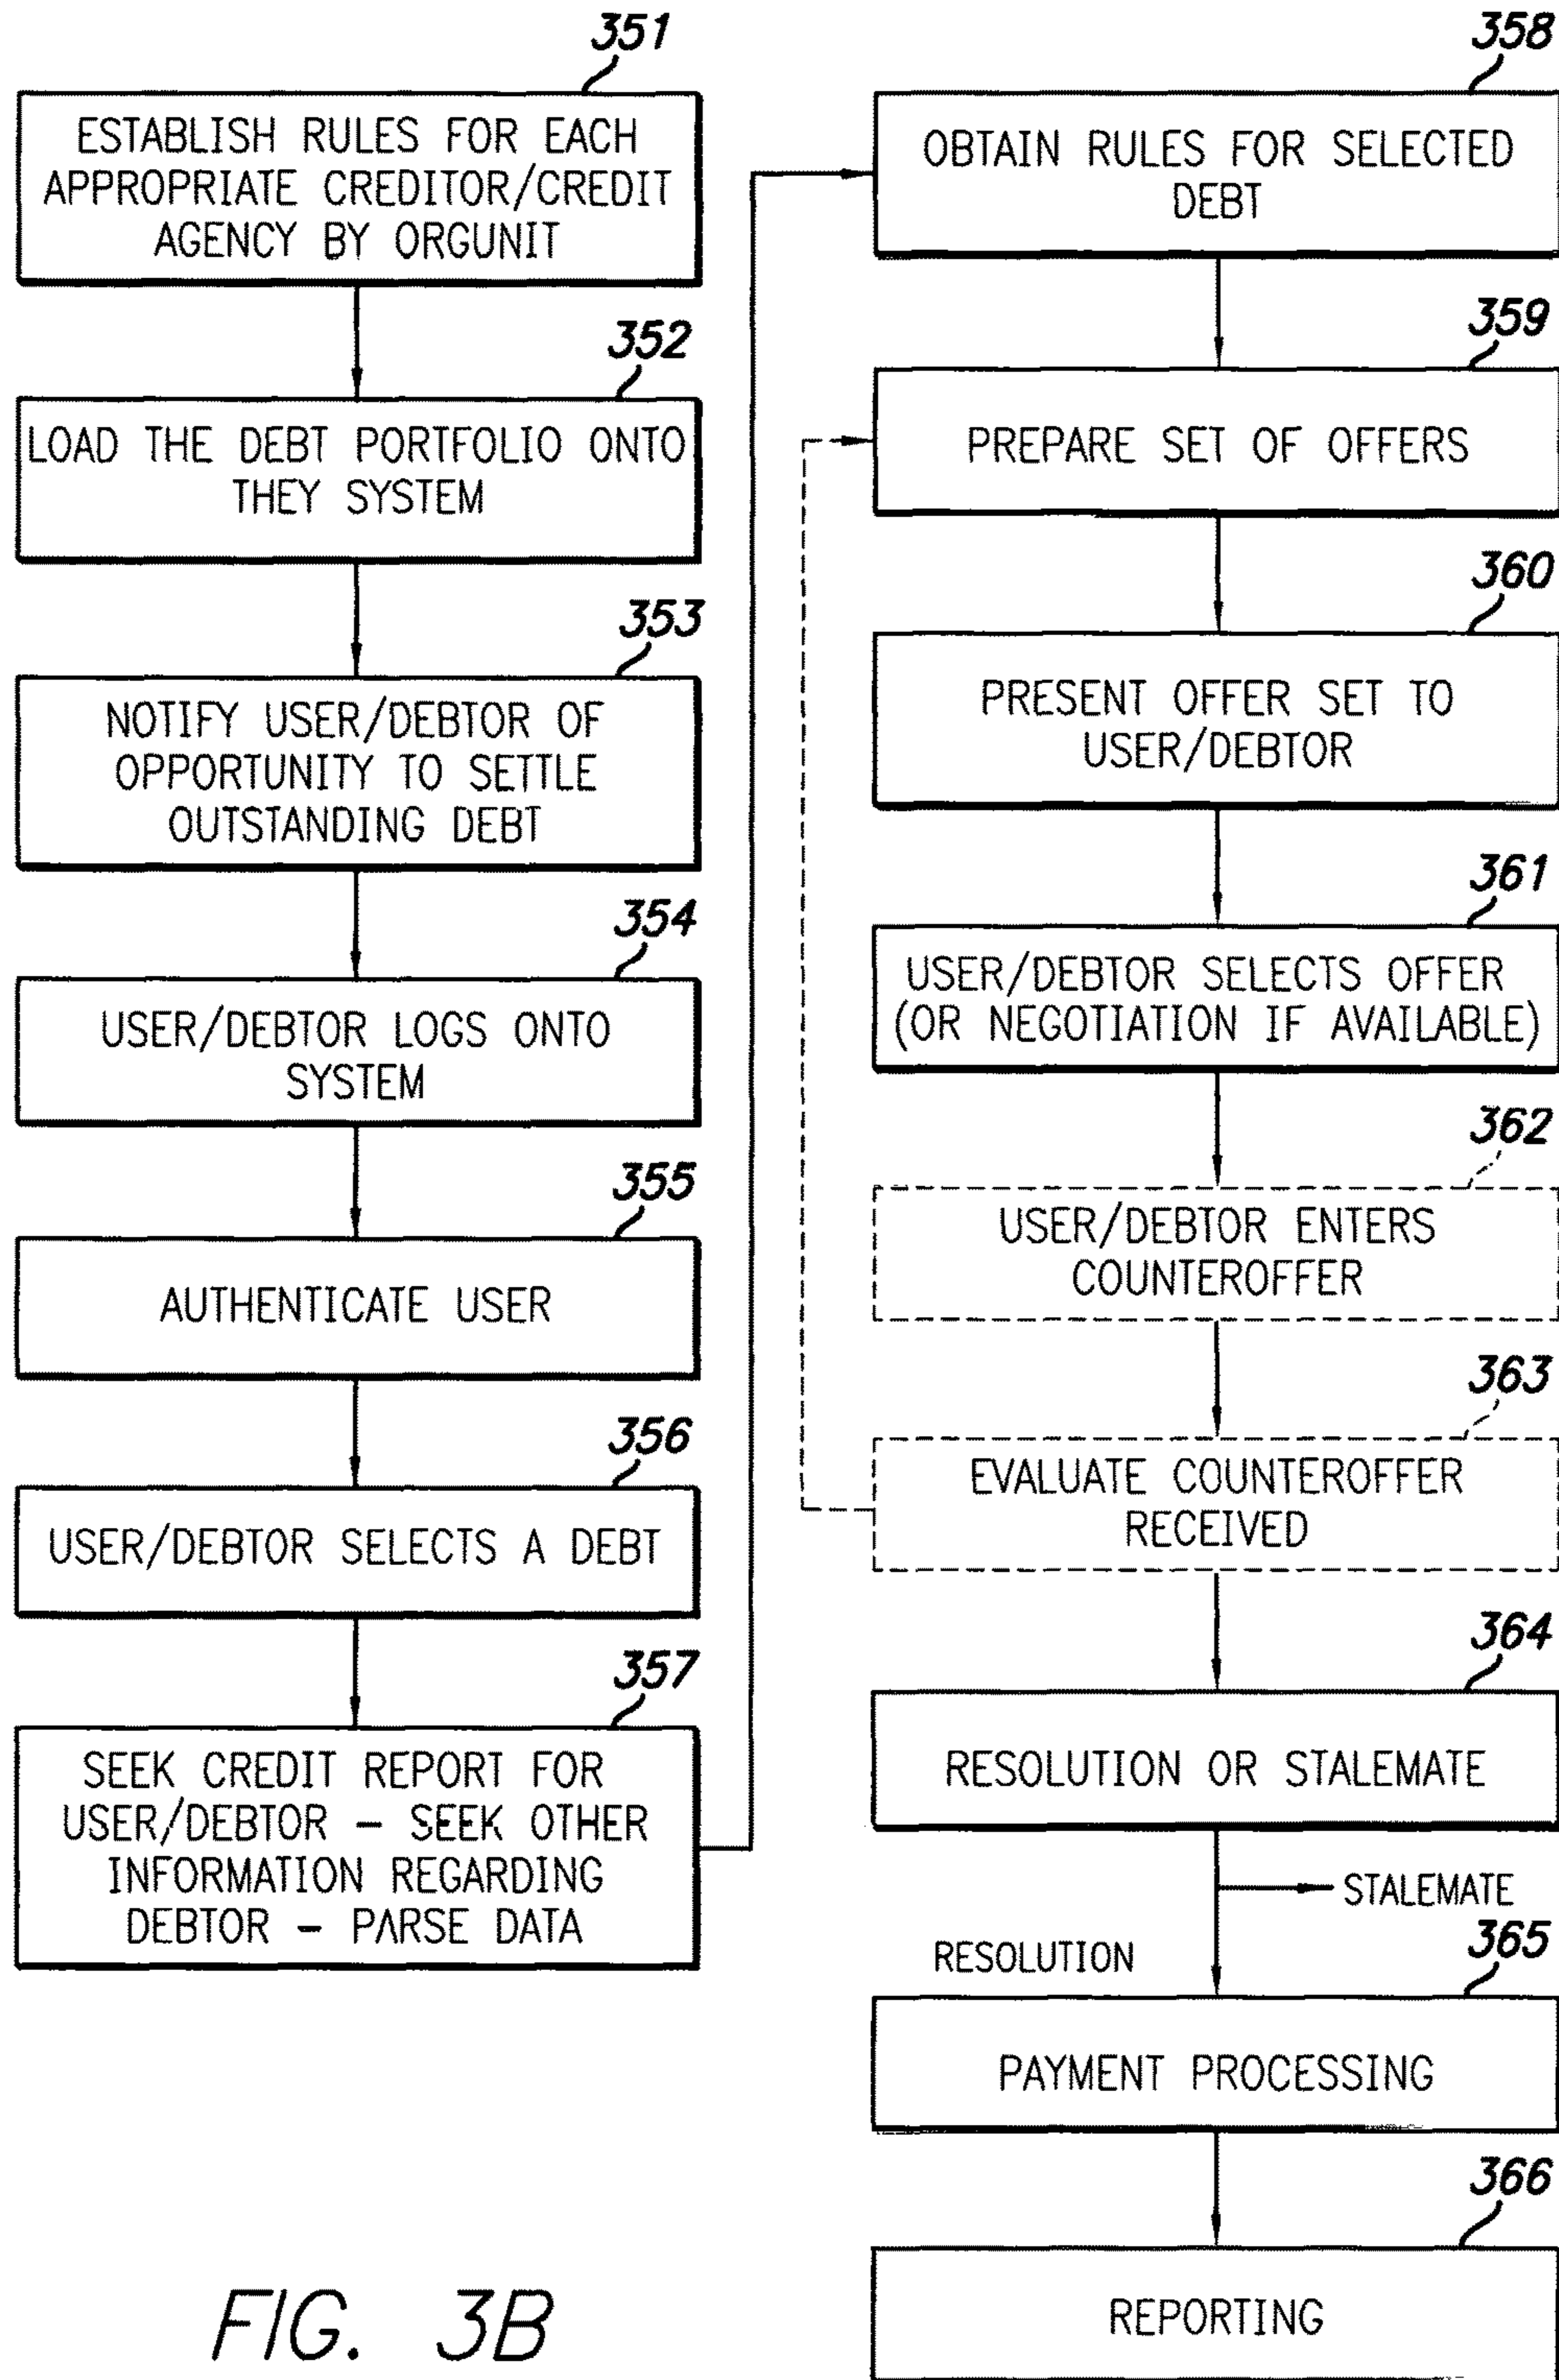 351
ESTABLISH RULES FOR EACH
APPROPRIATE CREDITOR/CREDIT
AGENCY BY ORGUNIT
352
LOAD THE DEBT PORTFOLIO ONTO
THEY SYSTEM
353
NOTIFY USER/DEBTOR OF
OPPORTUNITY TO SETTLE
OUTSTANDING DEBT
354
USER/DEBTOR LOGS ONTO
SYSTEM
355
AUTHENTICATE USER
356
USER/DEBTOR SELECTS A DEBT
357
SEEK CREDIT REPORT FOR
USER/DEBTOR – SEEK OTHER
INFORMATION REGARDING
DEBTOR – PARSE DATA
358
OBTAIN RULES FOR SELECTED
DEBT
359
PREPARE SET OF OFFERS
360
PRESENT OFFER SET TO
USER/DEBTOR
361
USER/DEBTOR SELECTS OFFER
(OR NEGOTIATION IF AVAILABLE)
362
USER/DEBTOR ENTERS
COUNTEROFFER
363
EVALUATE COUNTEROFFER
RECEIVED
364
RESOLUTION OR STALEMATE
STALEMATE
RESOLUTION
365
PAYMENT PROCESSING
366
REPORTING
FIG. 3B